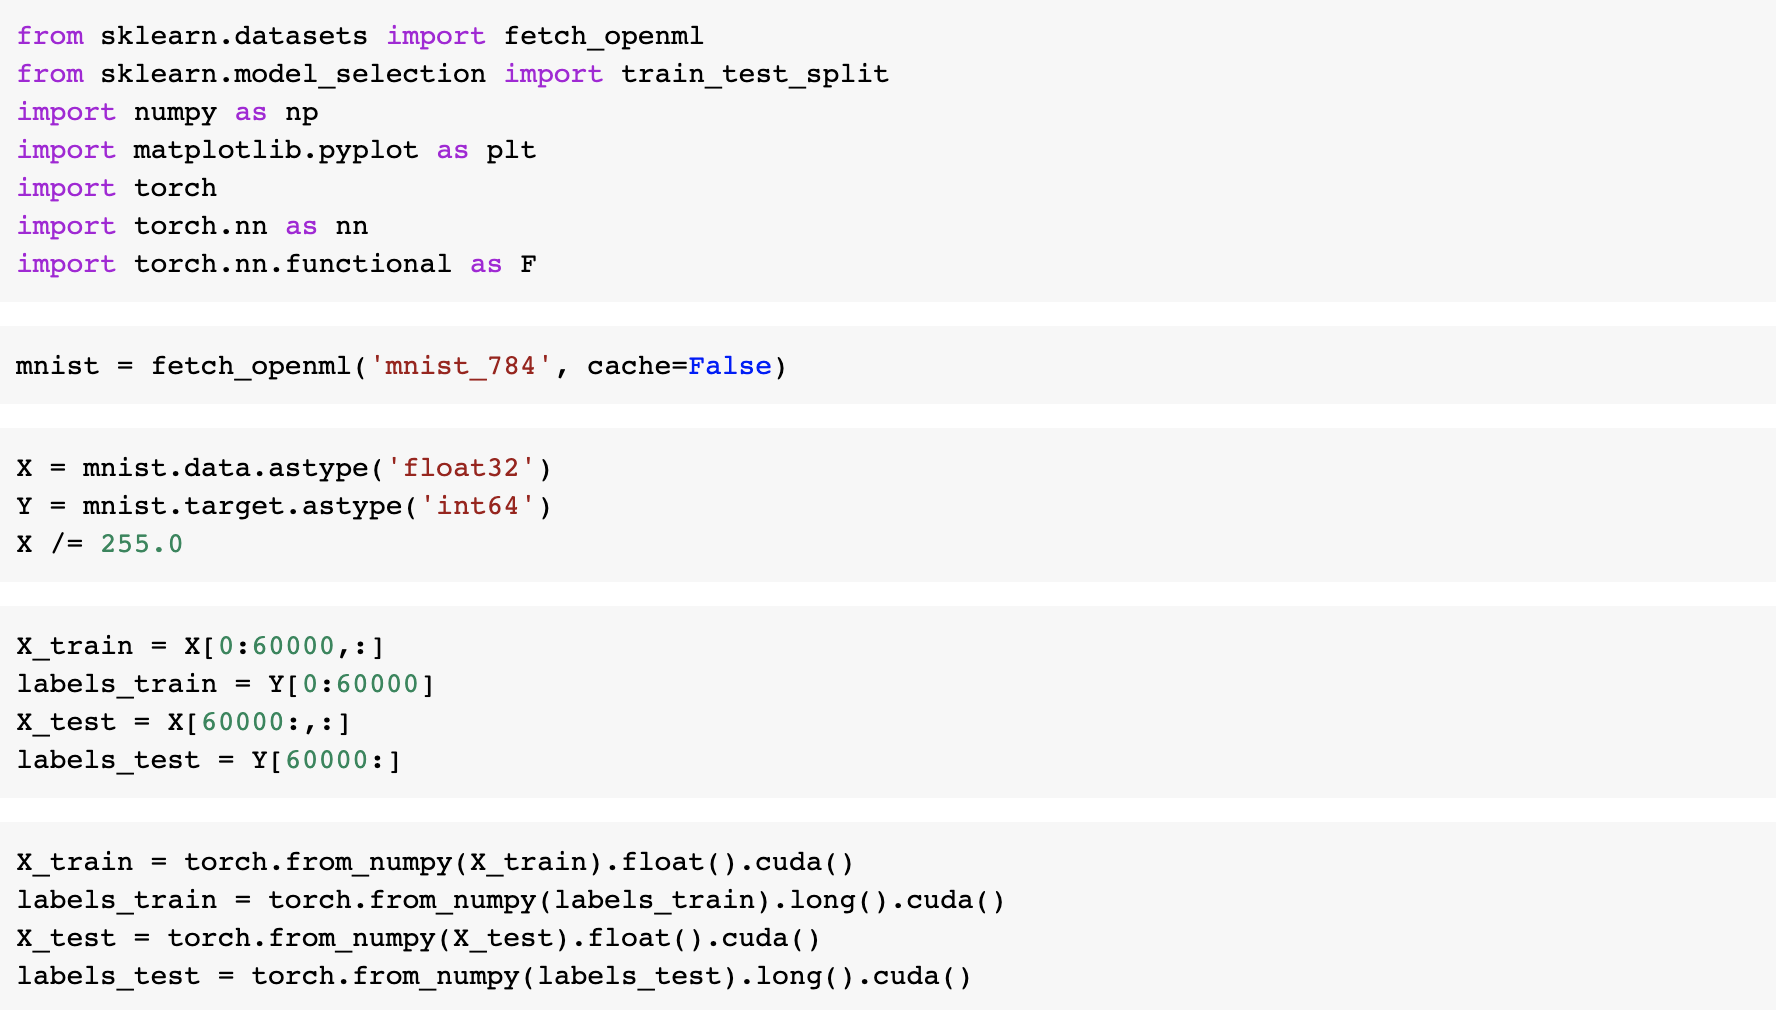 from sklearn.datasets import fetch_openml
from sklearn.model_selection import train_test_split
import numpy as np
import matplotlib.pyplot as plt
import torch
import torch.nn as nn
import torch.nn.functional as F
mnist = fetch_openml('mnist_784', cache=False)
X = mnist.data.astype('float32')
Y = mnist.target.astype('int64')
X /= 255.0
X_train = X[0:60000,:]
labels_train = Y[0:60000]
X_test = X[60000:,:]
labels_test = Y[60000:]
X_train = torch.from_numpy(X_train).float().cuda()
labels_train = torch.from_numpy(labels_train).long().cuda()
X_test = torch.from_numpy(X_test).float().cuda()
labels_test = torch.from_numpy(labels_test).long().cuda()